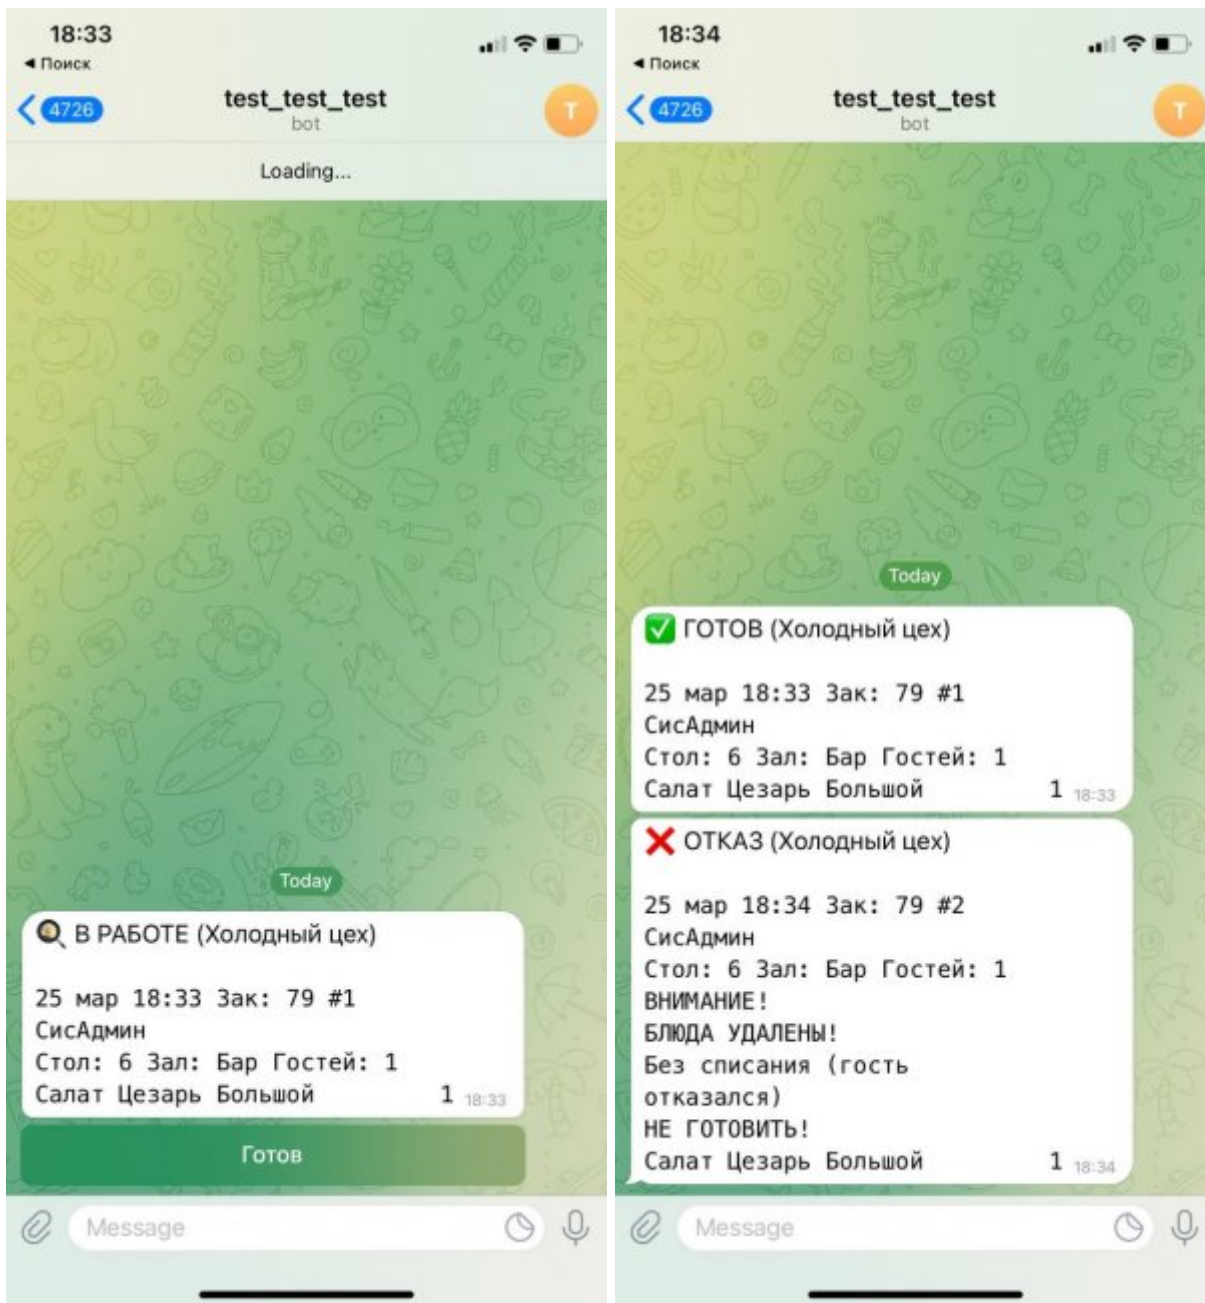 18:33
◀ Поиск
4726
test_test_test
bot
T
Loading...
Today
В РАБОТЕ (Холодный цех)
25 мар 18:33 Зак: 79 #1
СисАдмин
Стол: 6 Зал: Бар Гостей: 1
Салат Цезарь Большой 1 18:33
Готов
Message
18:34
◀ Поиск
4726
test_test_test
bot
T
Today
✅ ГОТОВ (Холодный цех)
25 мар 18:33 Зак: 79 #1
СисАдмин
Стол: 6 Зал: Бар Гостей: 1
Салат Цезарь Большой 1 18:33
❌ ОТКАЗ (Холодный цех)
25 мар 18:34 Зак: 79 #2
СисАдмин
Стол: 6 Зал: Бар Гостей: 1
ВНИМАНИЕ!
БЛЮДА УДАЛЕНЫ!
Без списания (гость
отказался)
НЕ ГОТОВИТЬ!
Салат Цезарь Большой 1 18:34
Message